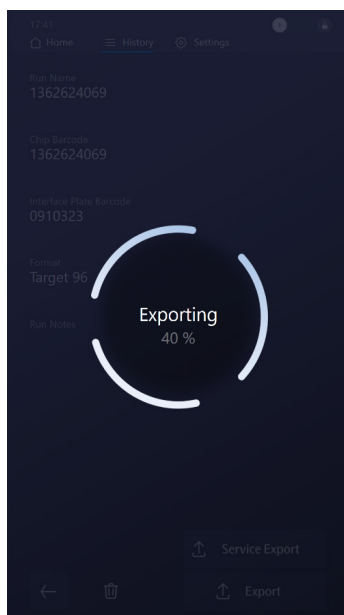 17:41
Home History Settings
Run Name
1362624069
Chip Barcode
1362624069
Interface Plate Barcode
0910323
Format
Target 96
Run Notes
Exporting
40 %
Service Export
Export